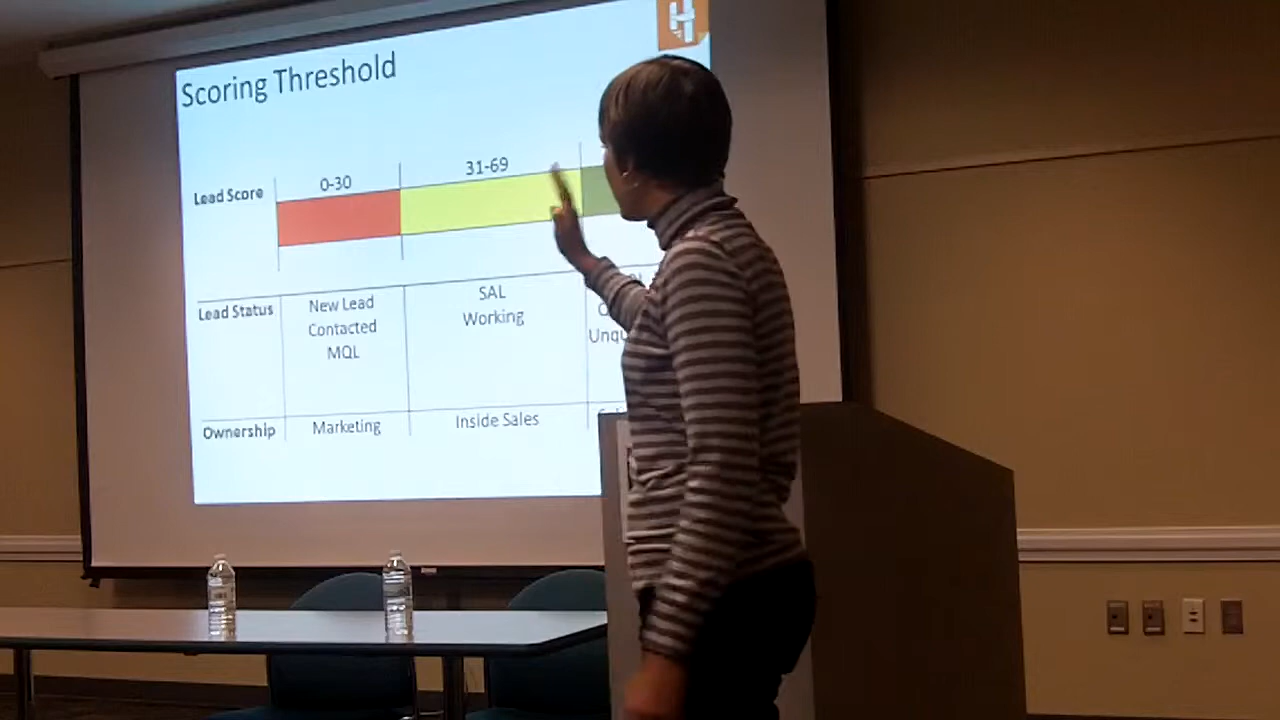 Scoring Threshold
Lead Score
0-30
31-69
Lead Status
New Lead
Contacted
MQL
SAL
Working
Ownership
Marketing
Inside Sales